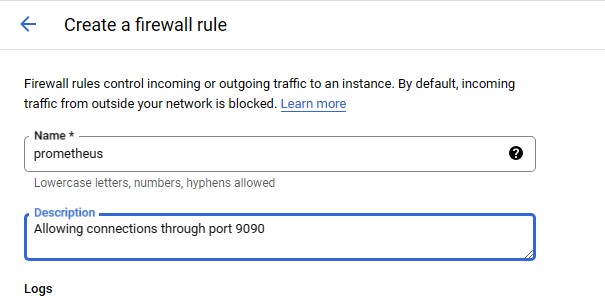 Create a firewall rule
Firewall rules control incoming or outgoing traffic to an instance. By default, incoming
traffic from outside your network is blocked. Learn more
Name *
prometheus
Lowercase letters, numbers, hyphens allowed
Description
Allowing connections through port 9090
Logs